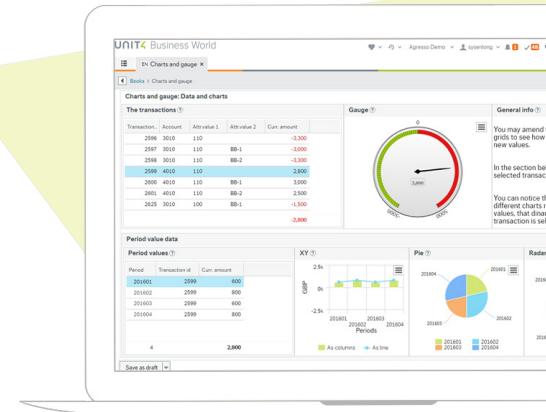 UNIT4 Business World
Agresso Demo
sysenlong
Charts and gauge ×
Books > Charts and gauge
Charts and gauge: Data and charts
The transactions
Gauge
General info
Transaction.. Account Attr.value 1 Attr.value 2 Curr. amount
2596 3010 110 -3,300
2597 3010 110 BB-1 -3,000
2598 3010 110 BB-2 -3,300
2599 4010 110 2,800
2600 4010 110 BB-1 3,000
2601 4010 110 BB-2 2,500
2625 3010 100 BB-1 -1,500
-2,800
0
2,800
You may amend
grids to see how
new values.
In the section be
selected transac
You can notice th
different charts r
values, that dinar
transaction is sel
Period value data
Period values
XY
Pie
Radar
Period Transaction id Curr. amount
201601 2599 600
201602 2599 800
201603 2599 600
201604 2599 800
4 2,800
2.5k
0k
-2.5k
GBP
201601 201603
201602 201604
Periods
As columns As line
201604 201601
201603 201602
201601 201602
201603 201604
Save as draft